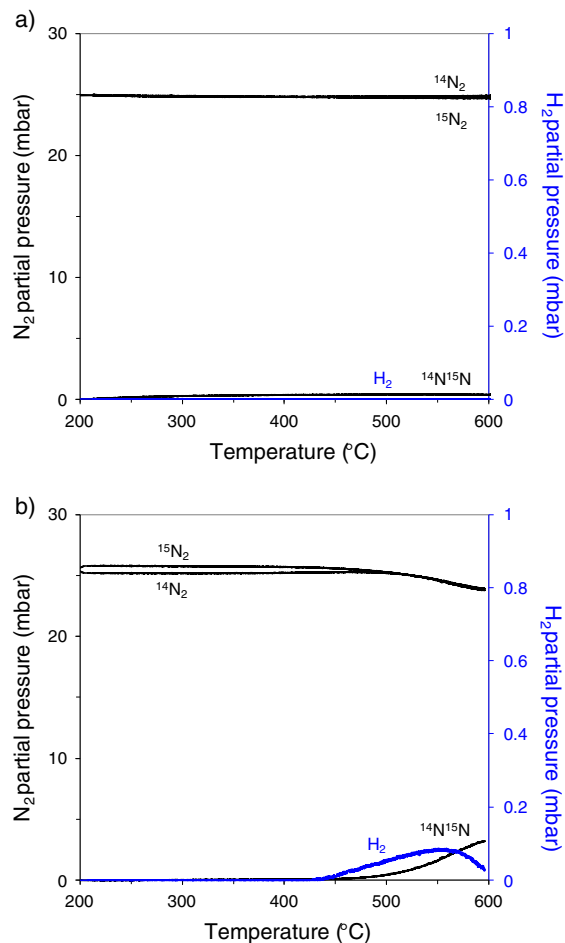 a)
30
20
10
0
N₂ partial pressure (mbar)
¹⁴N₂
¹⁵N₂
H₂
¹⁴N¹⁵N
1
0.8
0.6
0.4
0.2
0
H₂ partial pressure (mbar)
200 300 400 500 600
Temperature (°C)
b)
30
20
10
0
N₂ partial pressure (mbar)
¹⁵N₂
¹⁴N₂
H₂
¹⁴N¹⁵N
1
0.8
0.6
0.4
0.2
0
H₂ partial pressure (mbar)
200 300 400 500 600
Temperature (°C)